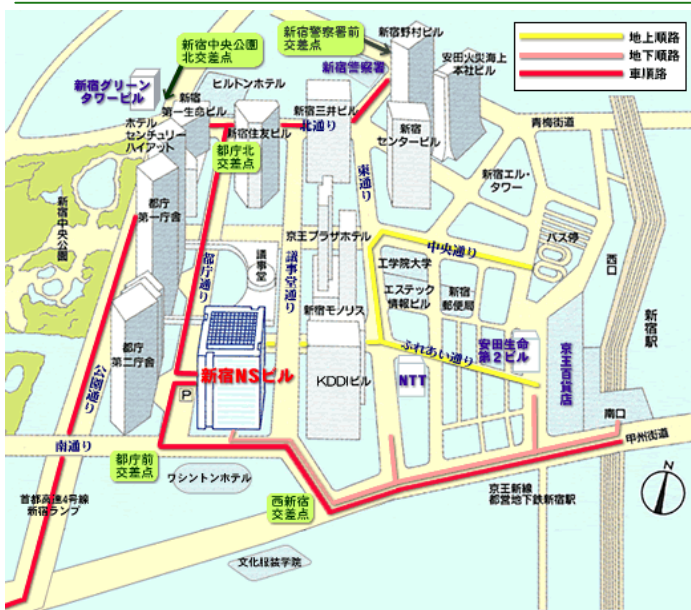 新宿中央公園
北交差点
新宿警察署前
交差点
新宿野村ビル
安田火災海上
本社ビル
地上順路
地下順路
車順路
新宿グリーン
タワービル
ヒルトンホテル
新宿警察署
新宿
第一生命ビル
新宿三井ビル
北通り
ホテル
センチュリー
ハイアット
新宿住友ビル
新宿
センタービル
青梅街道
都庁北
交差点
東通り
新宿エル・
タワー
新宿中央公園
都庁
第一庁舎
京王プラザホテル
中央通り
バス停
西口
都庁通り
議事堂
議事堂通り
工学院大学
エステック
情報ビル
新宿
郵便局
新宿モノリス
新宿駅
都庁
第二庁舎
公園通り
新宿NSビル
KDDIビル
ふれあい通り
安田生命
第2ビル
京王百貨店
NTT
P
南口
南通り
都庁前
交差点
甲州街道
ワシントンホテル
西新宿
交差点
首都高速4号線
新宿ランプ
京王新線
都営地下鉄新宿駅
N
文化服装学院